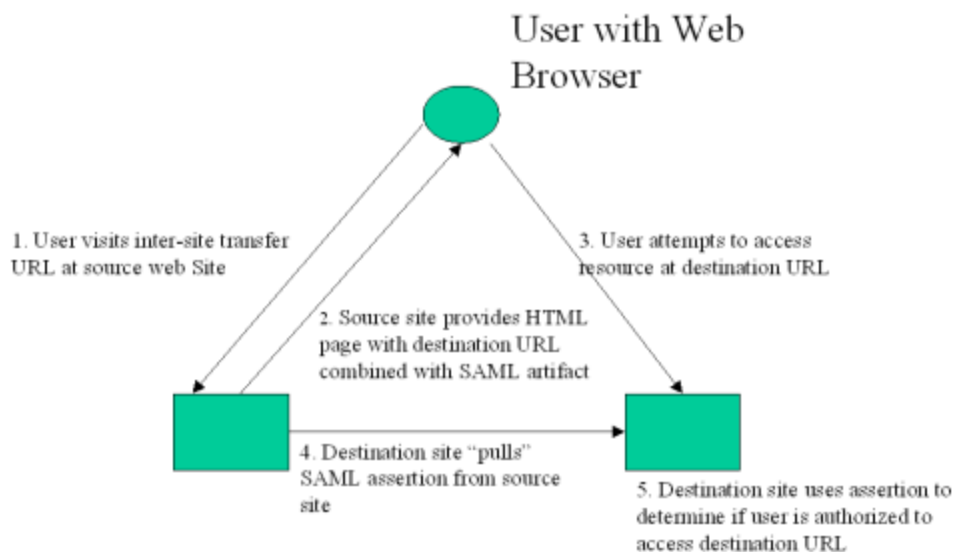 User with Web
Browser
1. User visits inter-site transfer
URL at source web Site
3. User attempts to access
resource at destination URL
2. Source site provides HTML
page with destination URL
combined with SAML artifact
4. Destination site “pulls”
SAML assertion from source
site
5. Destination site uses assertion to
determine if user is authorized to
access destination URL